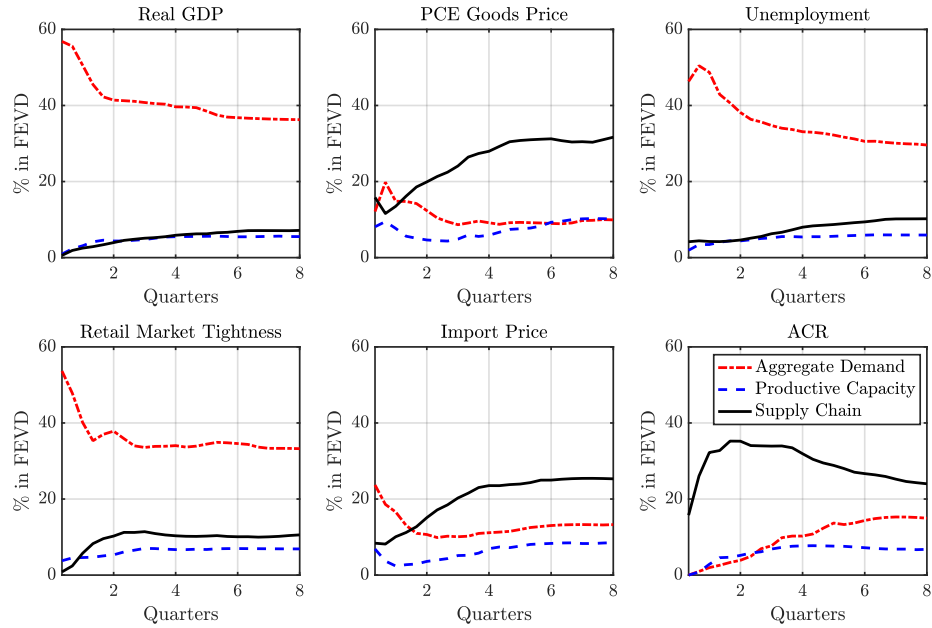 Real GDP
60
40
20
0
2
4
6
8
% in FEVD
Quarters
PCE Goods Price
60
40
20
0
2
4
6
8
% in FEVD
Quarters
Unemployment
60
40
20
0
2
4
6
8
% in FEVD
Quarters
Retail Market Tightness
60
40
20
0
2
4
6
8
% in FEVD
Quarters
Import Price
60
40
20
0
2
4
6
8
% in FEVD
Quarters
ACR
60
40
20
0
2
4
6
8
% in FEVD
Quarters
Aggregate Demand
Productive Capacity
Supply Chain